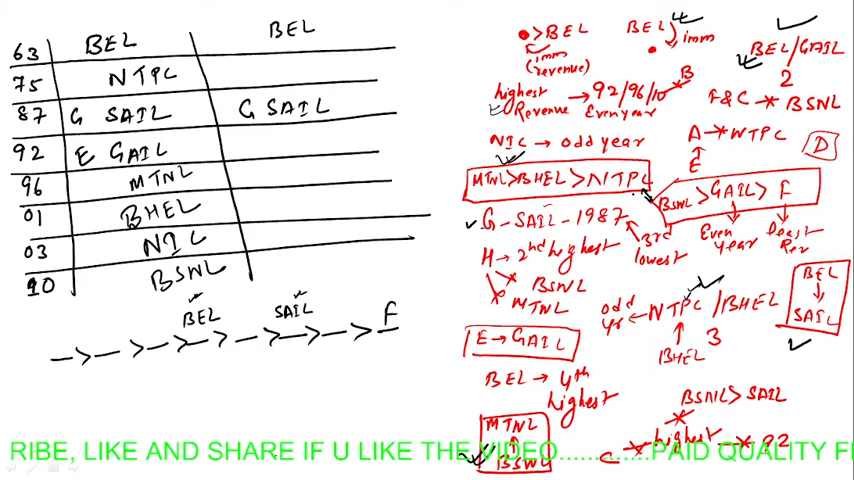 63 BEL BEL
75 NTPC
87 G SAIL G SAIL
92 E GAIL
96 MTNL
01 BHEL
03 NIC
10 BSNL
BEL SAIL F
— > — > — > — > — > — > — > —
> BEL
imm
(revenue)
BEL
imm
BEL/GAIL
2
highest
Revenue → 92/96/10 B
Even year
F&C BSNL
NIC → odd year
A NTPC
E
D
MTNL > BHEL > NTPC
BSNL > GAIL > F
Even
year
Least
Rev
G - SAIL - 1987
3rd
lowest
H → 2nd highest
BSNL
MTNL
odd
yr ← NTPC / BHEL
BHEL 3
BEL
↓
SAIL
E → GAIL
BEL → 4th
highest
BSNL > SAIL
MTNL
↑
BSNL
C highest 92
RIBE, LIKE AND SHARE IF U LIKE THE VIDEO.............PAID QUALITY F